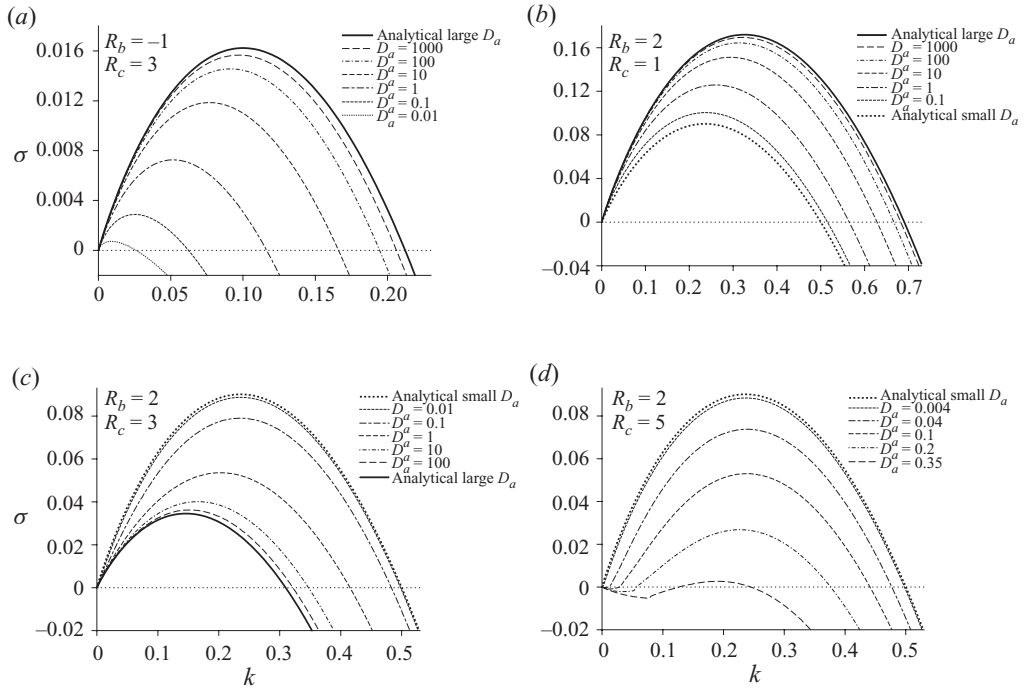 (a)
R_b = –1
R_c = 3
Analytical large D_a
D_a = 1000
D_a = 100
D_a = 10
D_a = 1
D_a = 0.1
D_a = 0.01
0.016
0.012
0.008
0.004
0
σ
0 0.05 0.10 0.15 0.20
(b)
R_b = 2
R_c = 1
Analytical large D_a
D_a = 1000
D_a = 100
D_a = 10
D_a = 1
D_a = 0.1
Analytical small D_a
0.16
0.12
0.08
0.04
0
–0.04
0 0.1 0.2 0.3 0.4 0.5 0.6 0.7
(c)
R_b = 2
R_c = 3
Analytical small D_a
D_a = 0.01
D_a = 0.1
D_a = 1
D_a = 10
D_a = 100
Analytical large D_a
0.08
0.06
0.04
0.02
0
–0.02
σ
0 0.1 0.2 0.3 0.4 0.5
k
(d)
R_b = 2
R_c = 5
Analytical small D_a
D_a = 0.004
D_a = 0.04
D_a = 0.1
D_a = 0.2
D_a = 0.35
0.08
0.06
0.04
0.02
0
–0.02
0 0.1 0.2 0.3 0.4 0.5
k